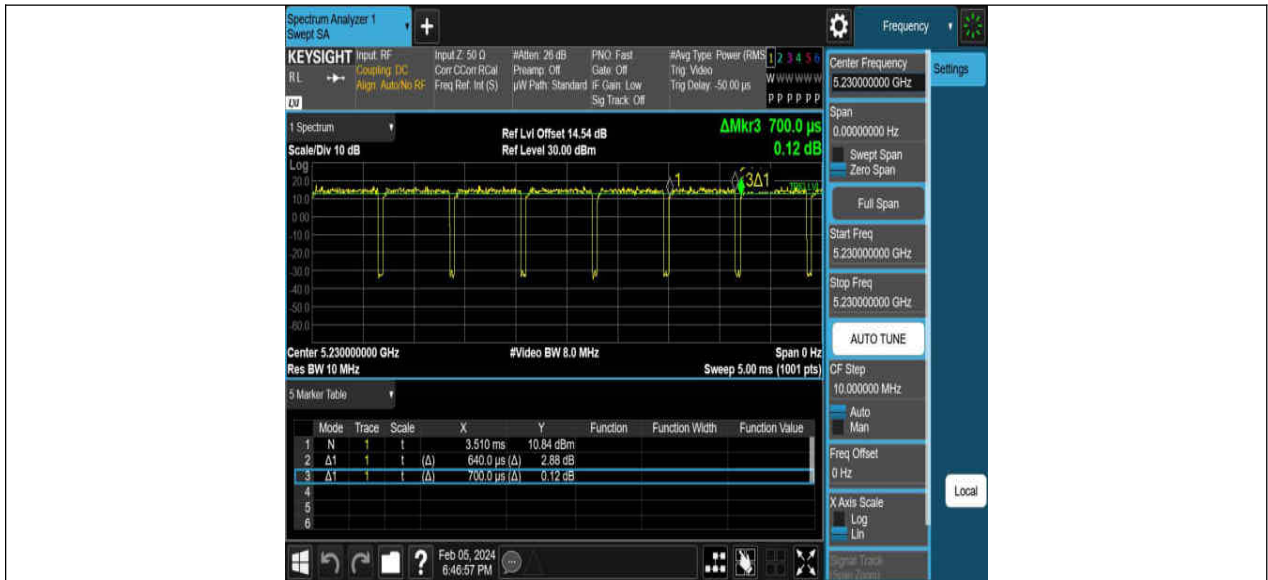 Spectrum Analyzer 1
Swept SA
+
Frequency
KEYSIGHT
RL
Input: RF
Coupling: DC
Align: Auto/No RF
Input Z: 50 Ω
Corr CCorr RCal
Freq Ref: Int (S)
#Atten: 26 dB
Preamp: Off
µW Path: Standard
PNO: Fast
Gate: Off
IF Gain: Low
Sig Track: Off
#Avg Type: Power (RMS
Trig: Video
Trig Delay: -50.00 µs
1 2 3 4 5 6
W W W W W W
P P P P P P
1 Spectrum
Scale/Div 10 dB
Ref Lvl Offset 14.54 dB
Ref Level 30.00 dBm
ΔMkr3 700.0 µs
0.12 dB
Log
20.0
10.0
0.00
-10.0
-20.0
-30.0
-40.0
-50.0
-60.0
1
3Δ1
Center 5.230000000 GHz
#Video BW 8.0 MHz
Span 0 Hz
Res BW 10 MHz
Sweep 5.00 ms (1001 pts)
5 Marker Table
Mode Trace Scale X Y Function Function Width Function Value
1 N 1 t 3.510 ms 10.84 dBm
2 Δ1 1 t (Δ) 640.0 µs (Δ) 2.88 dB
3 Δ1 1 t (Δ) 700.0 µs (Δ) 0.12 dB
4
5
6
Feb 05, 2024
6:46:57 PM
Center Frequency
5.230000000 GHz
Settings
Span
0.00000000 Hz
Swept Span
Zero Span
Full Span
Start Freq
5.230000000 GHz
Stop Freq
5.230000000 GHz
AUTO TUNE
CF Step
10.000000 MHz
Auto
Man
Freq Offset
0 Hz
X Axis Scale
Log
Lin
Signal Track
(Span Zoom)
Local